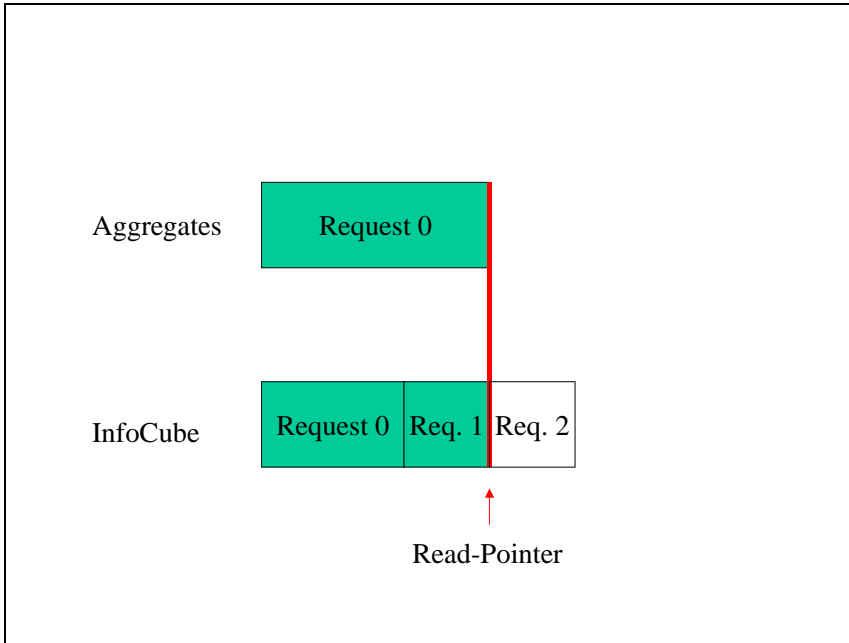 Aggregates
Request 0
InfoCube
Request 0
Req. 1
Req. 2
Read-Pointer